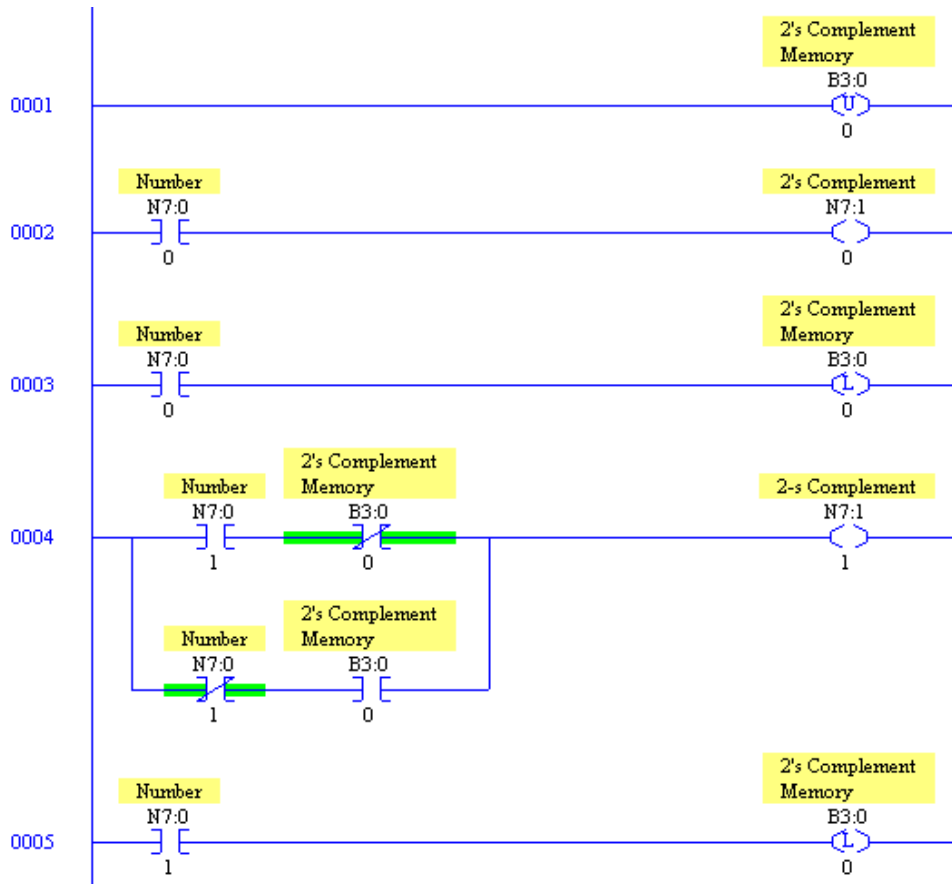 2's Complement
Memory
B3:0
0001
U
0
Number
2's Complement
N7:0
N7:1
0002
0
0
2's Complement
Number
Memory
N7:0
B3:0
0003
L
0
0
2's Complement
Number
Memory
2-s Complement
N7:0
B3:0
N7:1
0004
1
0
1
2's Complement
Number
Memory
N7:0
B3:0
1
0
2's Complement
Number
Memory
N7:0
B3:0
0005
L
1
0